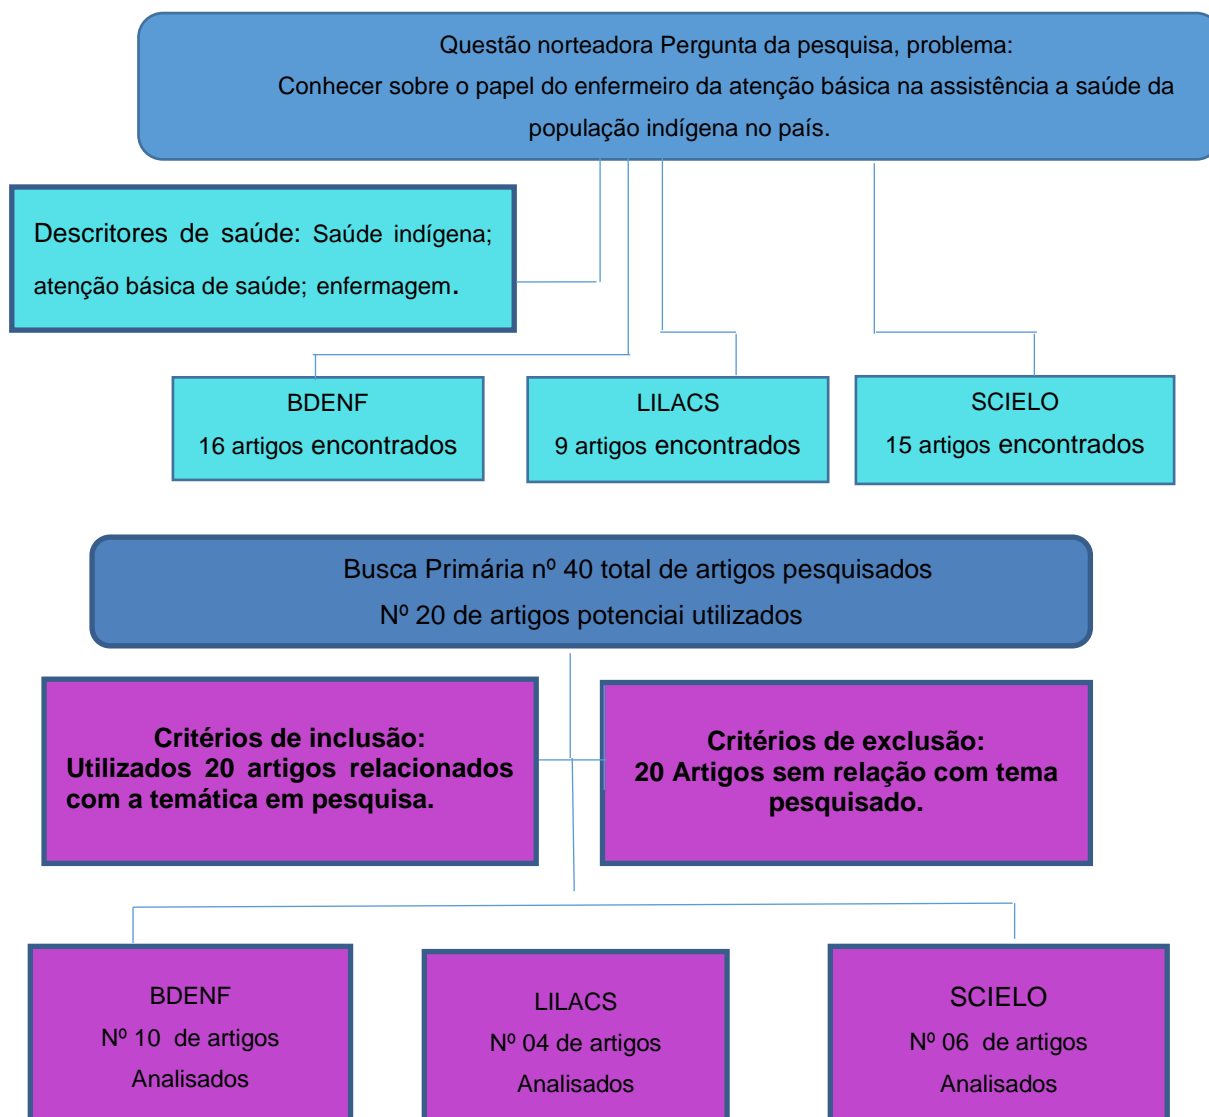 Questão norteadora Pergunta da pesquisa, problema:
Conhecer sobre o papel do enfermeiro da atenção básica na assistência a saúde da
população indígena no país.
Descritores de saúde: Saúde indígena;
atenção básica de saúde; enfermagem.
BDENF
16 artigos encontrados
LILACS
9 artigos encontrados
SCIELO
15 artigos encontrados
Busca Primária nº 40 total de artigos pesquisados
Nº 20 de artigos potenciai utilizados
Critérios de inclusão:
Utilizados 20 artigos relacionados
com a temática em pesquisa.
Critérios de exclusão:
20 Artigos sem relação com tema
pesquisado.
BDENF
Nº 10 de artigos
Analisados
LILACS
Nº 04 de artigos
Analisados
SCIELO
Nº 06 de artigos
Analisados